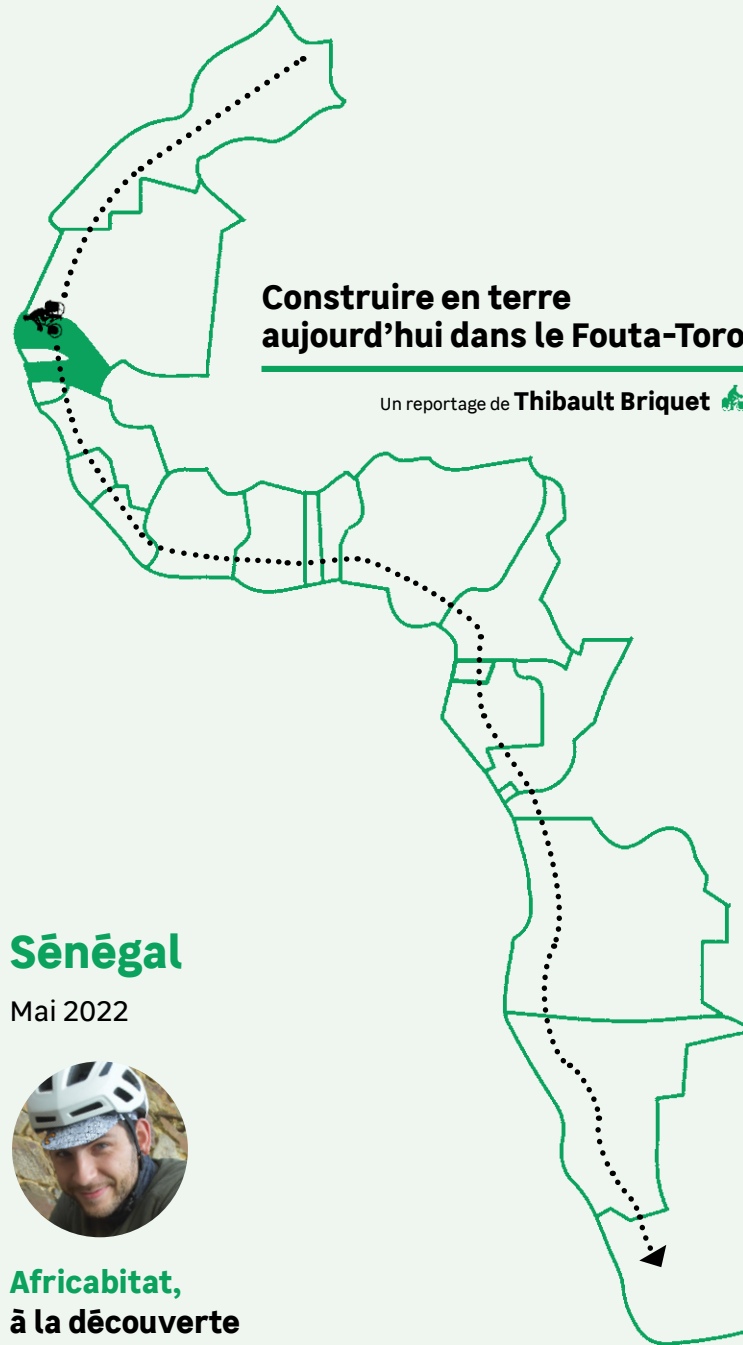 Construire en terre
aujourd’hui dans le Fouta-Toro
Un reportage de Thibault Briquet
Sénégal
Mai 2022
Africabitat,
à la découverte